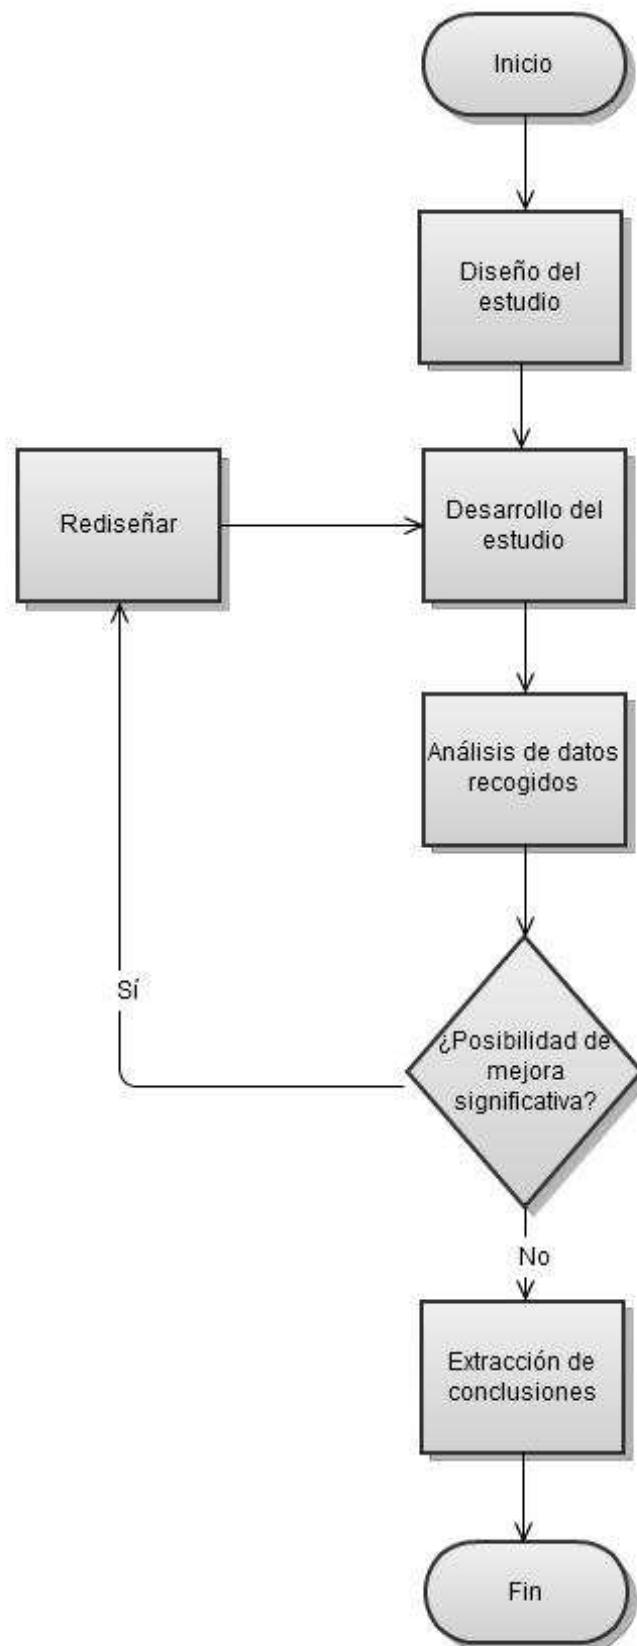 Inicio
Diseño del
estudio
Rediseñar
Desarrollo del
estudio
Análisis de datos
recogidos
Sí
¿Posibilidad de
mejora
significativa?
No
Extracción de
conclusiones
Fin